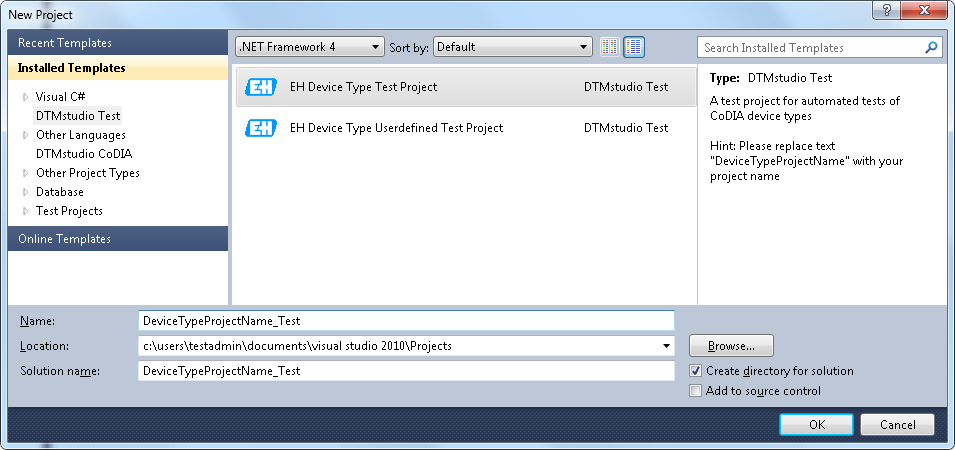 New Project
?
Recent Templates
.NET Framework 4
Sort by:
Default
Search Installed Templates
Installed Templates
Visual C#
DTMstudio Test
Other Languages
DTMstudio CoDIA
Other Project Types
Database
Test Projects
Online Templates
EH EH Device Type Test Project DTMstudio Test
EH EH Device Type Userdefined Test Project DTMstudio Test
Type: DTMstudio Test
A test project for automated tests of
CoDIA device types
Hint: Please replace text
"DeviceTypeProjectName" with your
project name
Name: DeviceTypeProjectName_Test
Location: c:\users\testadmin\documents\visual studio 2010\Projects
Browse...
Solution name: DeviceTypeProjectName_Test
Create directory for solution
Add to source control
OK
Cancel